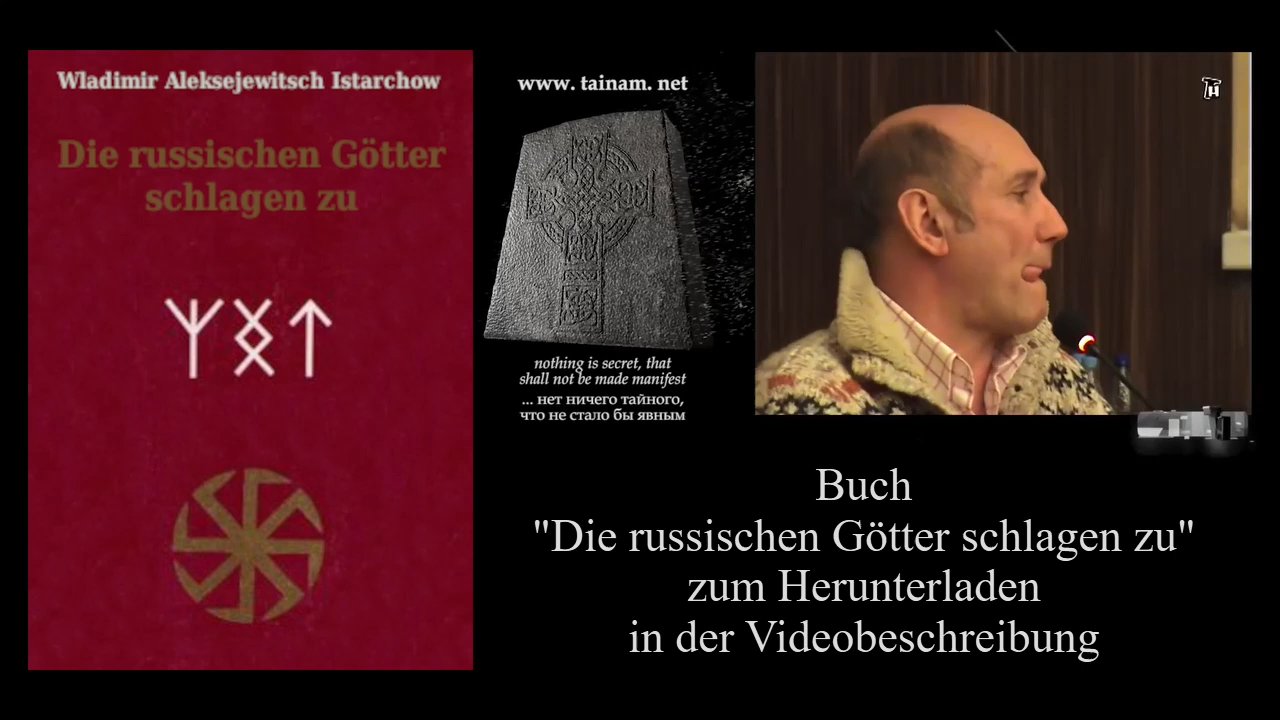 Wladimir Aleksejewitsch Istarchow
Die russischen Götter
schlagen zu
ᛉᛝᛏ
www. tainam. net
nothing is secret, that
shall not be made manifest
... нет ничего тайного,
что не стало бы явным
Buch
"Die russischen Götter schlagen zu"
zum Herunterladen
in der Videobeschreibung